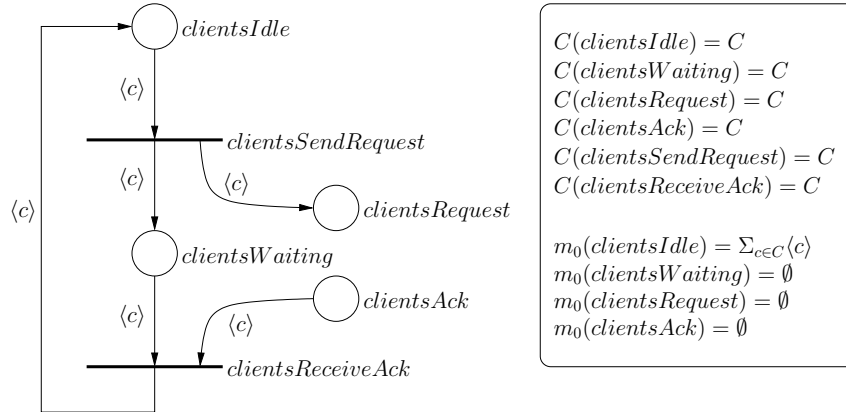 clientsIdle
⟨c⟩
clientsSendRequest
⟨c⟩
⟨c⟩
⟨c⟩
clientsRequest
clientsWaiting
clientsAck
⟨c⟩
⟨c⟩
clientsReceiveAck
C(clientsIdle) = C
C(clientsWaiting) = C
C(clientsRequest) = C
C(clientsAck) = C
C(clientsSendRequest) = C
C(clientsReceiveAck) = C
m₀(clientsIdle) = Σ_{c∈C}⟨c⟩
m₀(clientsWaiting) = ∅
m₀(clientsRequest) = ∅
m₀(clientsAck) = ∅